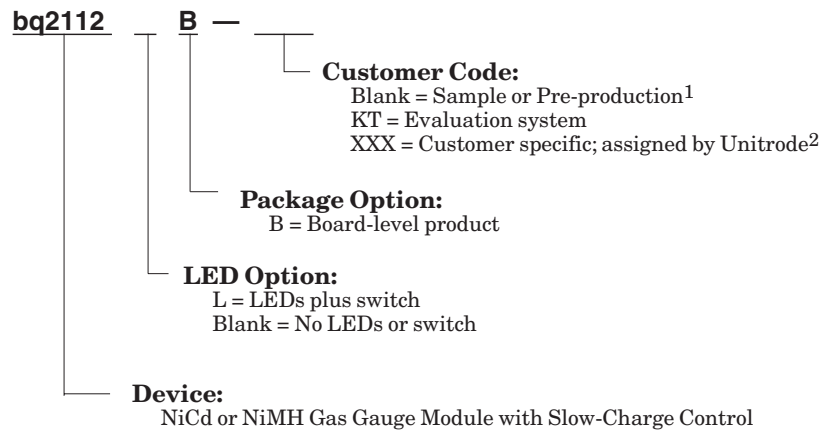 bq2112 B —
Customer Code:
Blank = Sample or Pre-production1
KT = Evaluation system
XXX = Customer specific; assigned by Unitrode2
Package Option:
B = Board-level product
LED Option:
L = LEDs plus switch
Blank = No LEDs or switch
Device:
NiCd or NiMH Gas Gauge Module with Slow-Charge Control